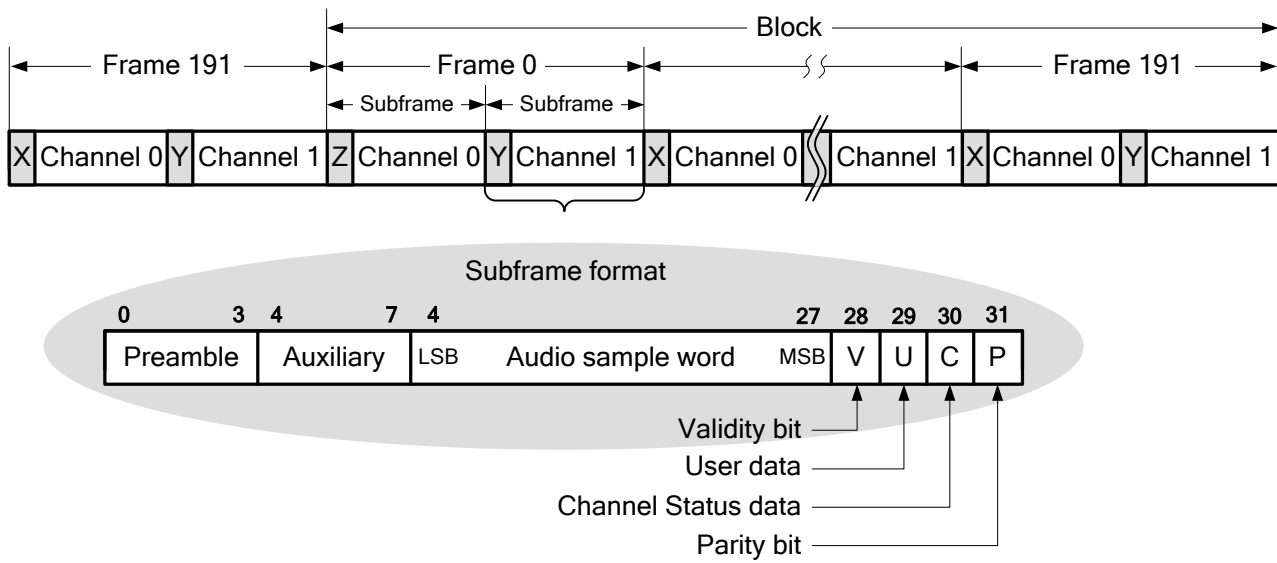 Block
Frame 191 Frame 0 Frame 191
Subframe Subframe
X Channel 0 Y Channel 1 Z Channel 0 Y Channel 1 X Channel 0 Channel 1 X Channel 0 Y Channel 1
Subframe format
0 3 4 7 4 27 28 29 30 31
Preamble Auxiliary LSB Audio sample word MSB V U C P
Validity bit
User data
Channel Status data
Parity bit